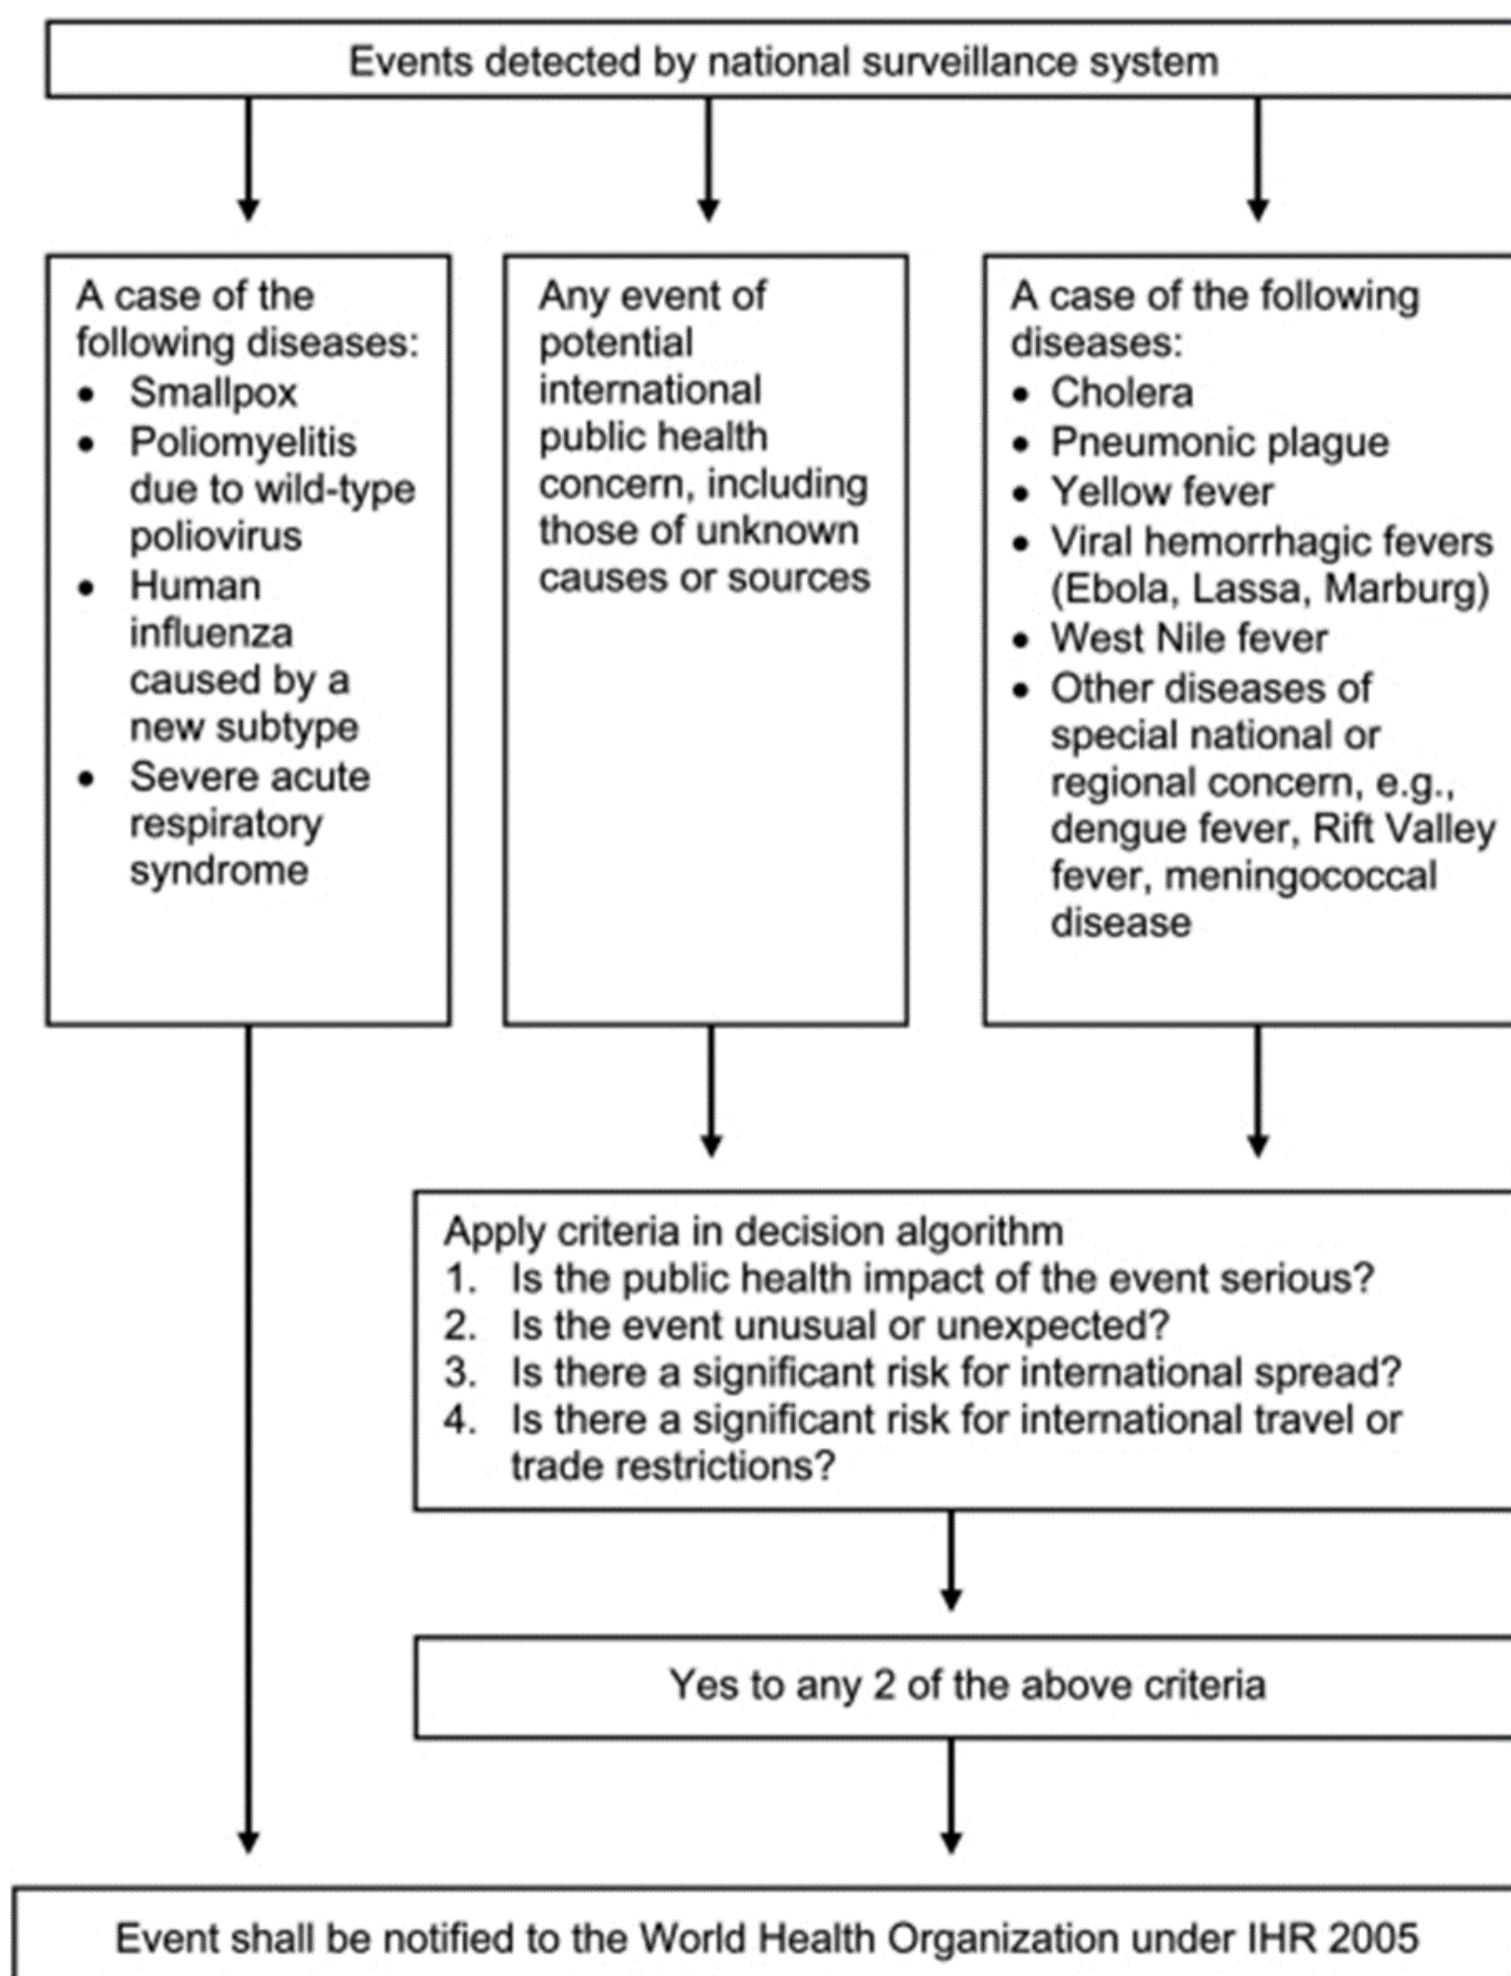 Events detected by national surveillance system
A case of the
following diseases:
• Smallpox
• Poliomyelitis
due to wild-type
poliovirus
• Human
influenza
caused by a
new subtype
• Severe acute
respiratory
syndrome
Any event of
potential
international
public health
concern, including
those of unknown
causes or sources
A case of the following
diseases:
• Cholera
• Pneumonic plague
• Yellow fever
• Viral hemorrhagic fevers
(Ebola, Lassa, Marburg)
• West Nile fever
• Other diseases of
special national or
regional concern, e.g.,
dengue fever, Rift Valley
fever, meningococcal
disease
Apply criteria in decision algorithm
1. Is the public health impact of the event serious?
2. Is the event unusual or unexpected?
3. Is there a significant risk for international spread?
4. Is there a significant risk for international travel or
trade restrictions?
Yes to any 2 of the above criteria
Event shall be notified to the World Health Organization under IHR 2005